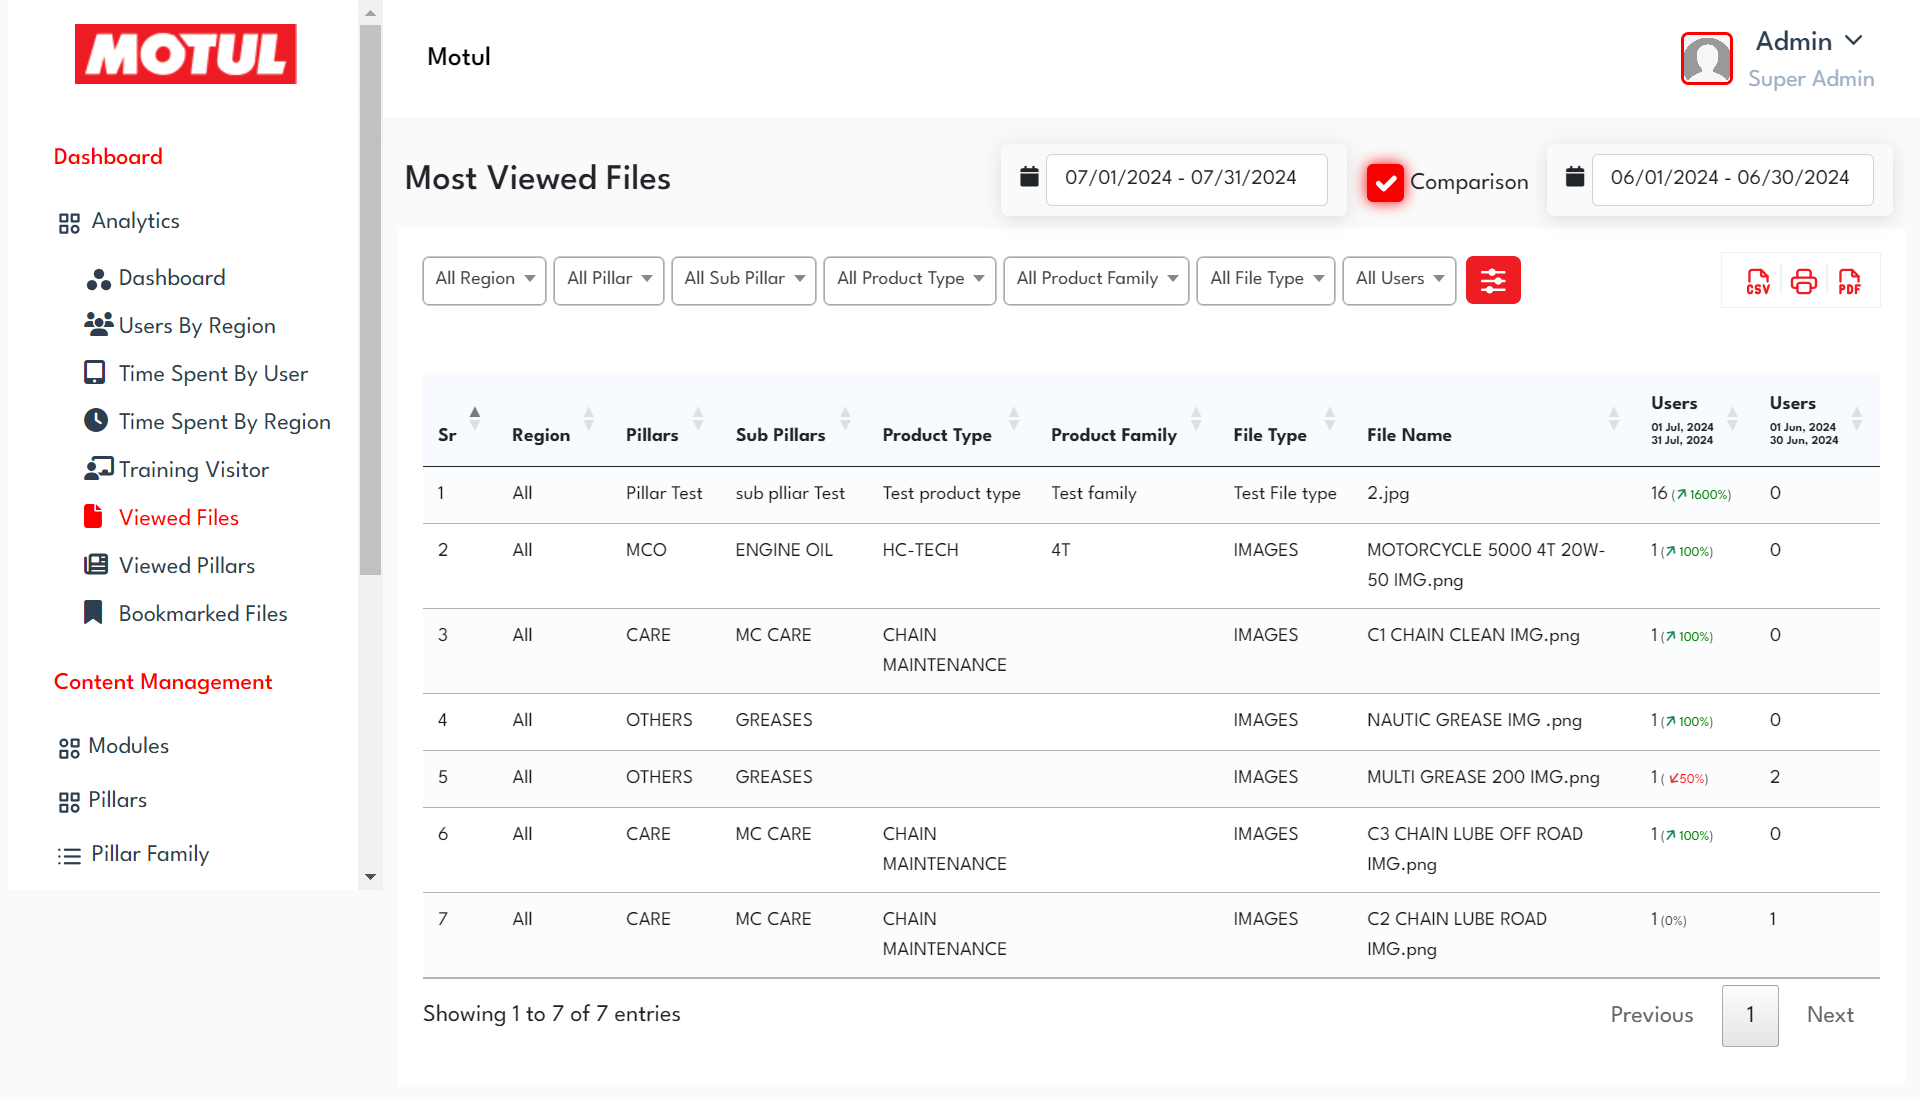 MOTUL
Motul
Admin
Super Admin
Dashboard
Analytics
Dashboard
Users By Region
Time Spent By User
Time Spent By Region
Training Visitor
Viewed Files
Viewed Pillars
Bookmarked Files
Content Management
Modules
Pillars
Pillar Family
Most Viewed Files
07/01/2024 - 07/31/2024
Comparison
06/01/2024 - 06/30/2024
All Region All Pillar All Sub Pillar All Product Type All Product Family All File Type All Users
CSV PDF
Sr Region Pillars Sub Pillars Product Type Product Family File Type File Name Users 01 Jul, 2024 31 Jul, 2024 Users 01 Jun, 2024 30 Jun, 2024
1 All Pillar Test sub plliar Test Test product type Test family Test File type 2.jpg 16 (↗1600%) 0
2 All MCO ENGINE OIL HC-TECH 4T IMAGES MOTORCYCLE 5000 4T 20W-
50 IMG.png 1 (↗100%) 0
3 All CARE MC CARE CHAIN
MAINTENANCE IMAGES C1 CHAIN CLEAN IMG.png 1 (↗100%) 0
4 All OTHERS GREASES IMAGES NAUTIC GREASE IMG .png 1 (↗100%) 0
5 All OTHERS GREASES IMAGES MULTI GREASE 200 IMG.png 1 ( ↙50%) 2
6 All CARE MC CARE CHAIN
MAINTENANCE IMAGES C3 CHAIN LUBE OFF ROAD
IMG.png 1 (↗100%) 0
7 All CARE MC CARE CHAIN
MAINTENANCE IMAGES C2 CHAIN LUBE ROAD
IMG.png 1 (0%) 1
Showing 1 to 7 of 7 entries
Previous 1 Next